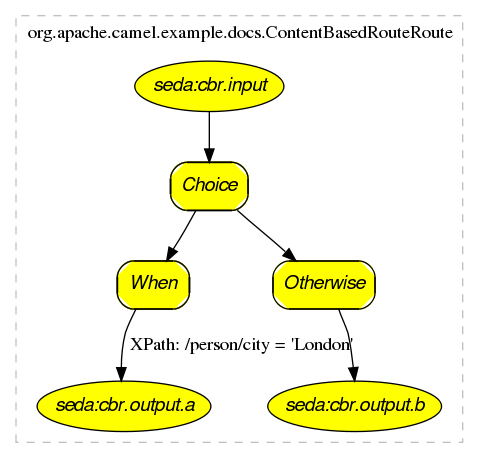 org.apache.camel.example.docs.ContentBasedRouteRoute
seda:cbr.input
Choice
When
Otherwise
XPath: /person/city = 'London'
seda:cbr.output.a
seda:cbr.output.b